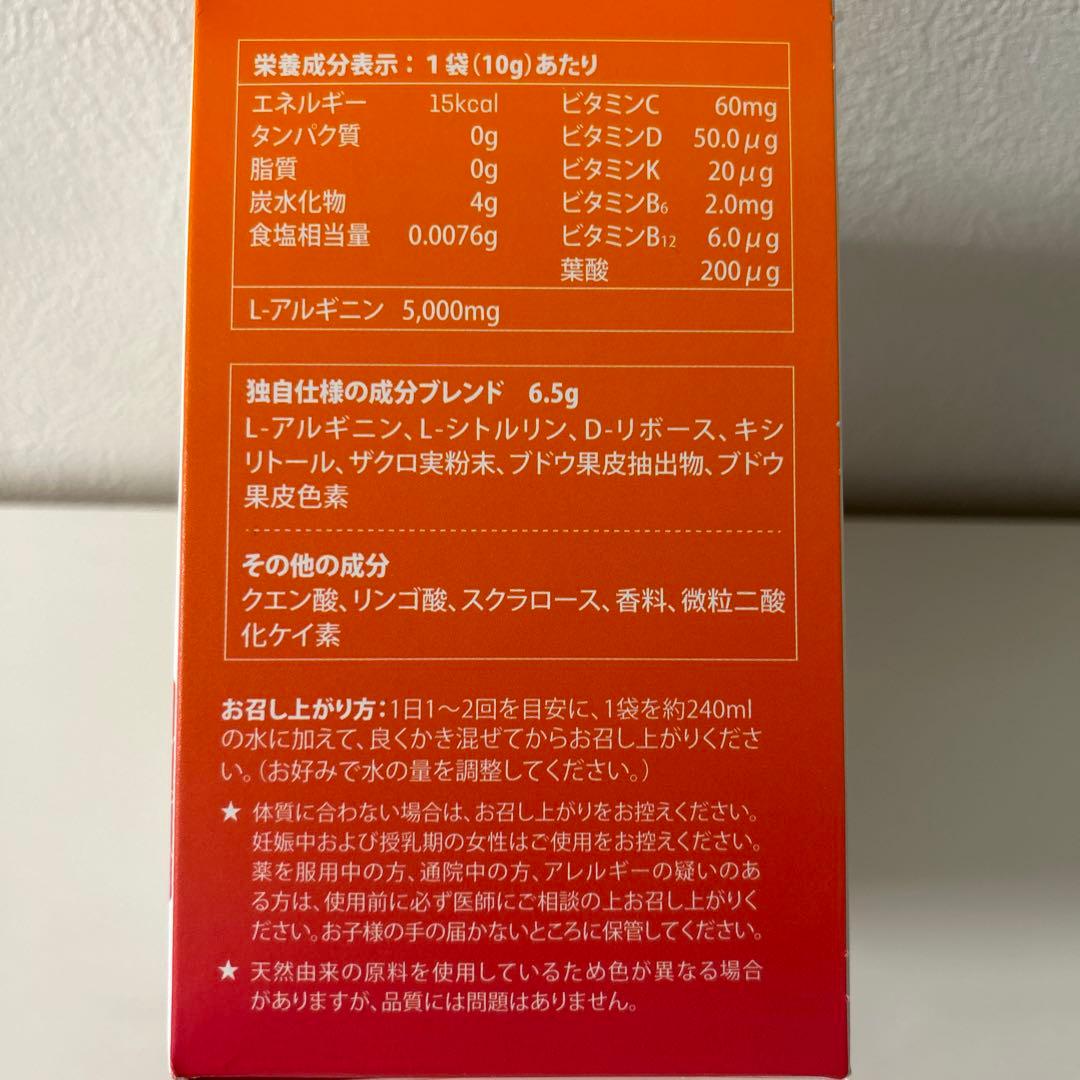 栄養成分表示：1袋(10g)あたり
エネルギー 15kcal ビタミンC 60mg
タンパク質 0g ビタミンD 50.0μg
脂質 0g ビタミンK 20μg
炭水化物 4g ビタミンB6 2.0mg
食塩相当量 0.0076g ビタミンB12 6.0μg
葉酸 200μg
L-アルギニン 5,000mg
独自仕様の成分ブレンド 6.5g
L-アルギニン、L-シトルリン、D-リボース、キシ
リトール、ザクロ実粉末、ブドウ果皮抽出物、ブドウ
果皮色素
その他の成分
クエン酸、リンゴ酸、スクラロース、香料、微粒二酸
化ケイ素
お召し上がり方：1日1～2回を目安に、1袋を約240ml
の水に加えて、良くかき混ぜてからお召し上がりくださ
い。（お好みで水の量を調整してください。）
★ 体質に合わない場合は、お召し上がりをお控えください。
妊娠中および授乳期の女性はご使用をお控えください。
薬を服用中の方、通院中の方、アレルギーの疑いのあ
る方は、使用前に必ず医師にご相談の上お召し上がりく
ださい。お子様の手の届かないところに保管してください。
★ 天然由来の原料を使用しているため色が異なる場合
がありますが、品質には問題はありません。